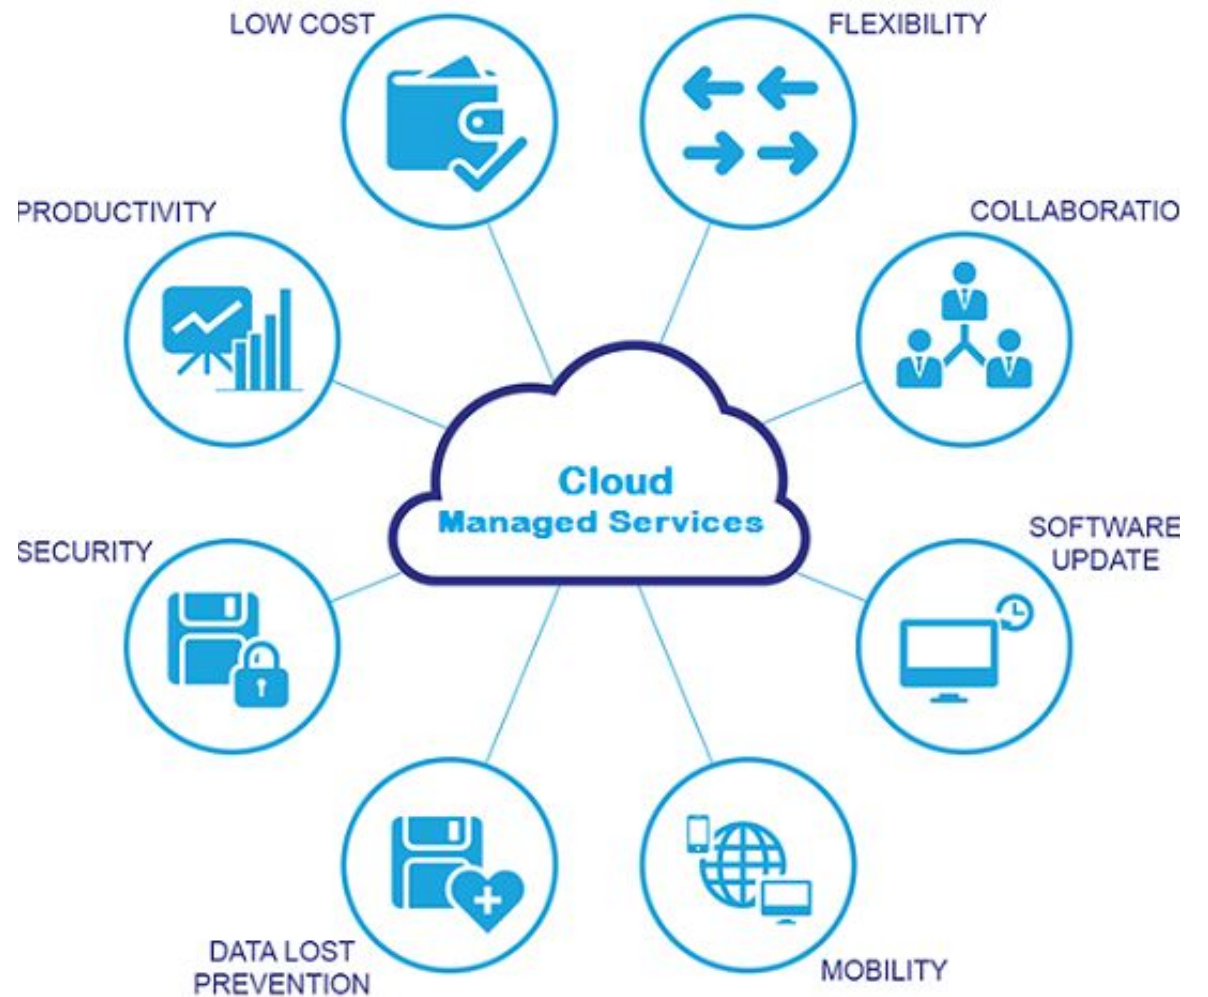 LOW COST
FLEXIBILITY
PRODUCTIVITY
COLLABORATIO
Cloud
Managed Services
SECURITY
SOFTWARE
UPDATE
DATA LOST
PREVENTION
MOBILITY